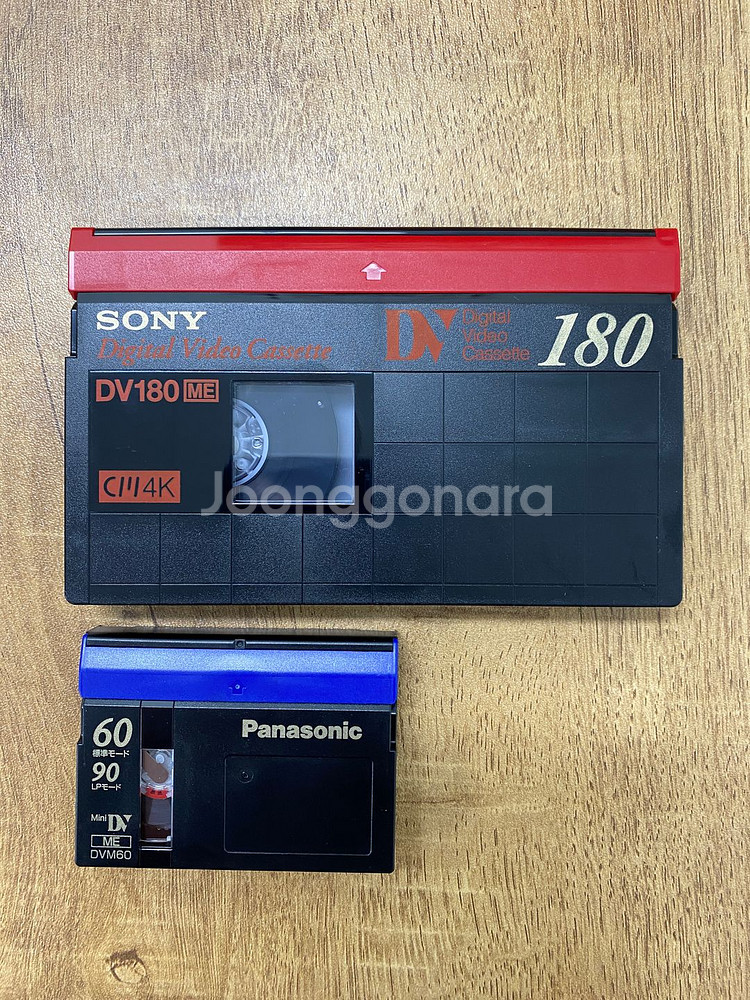 SONY
Digital Video Cassette
DV
Digital
Video
Cassette
180
DV180 ME
CM4K
Joonggonara
60
標準モード
90
LPモード
Mini DV
ME
DVM60
Panasonic